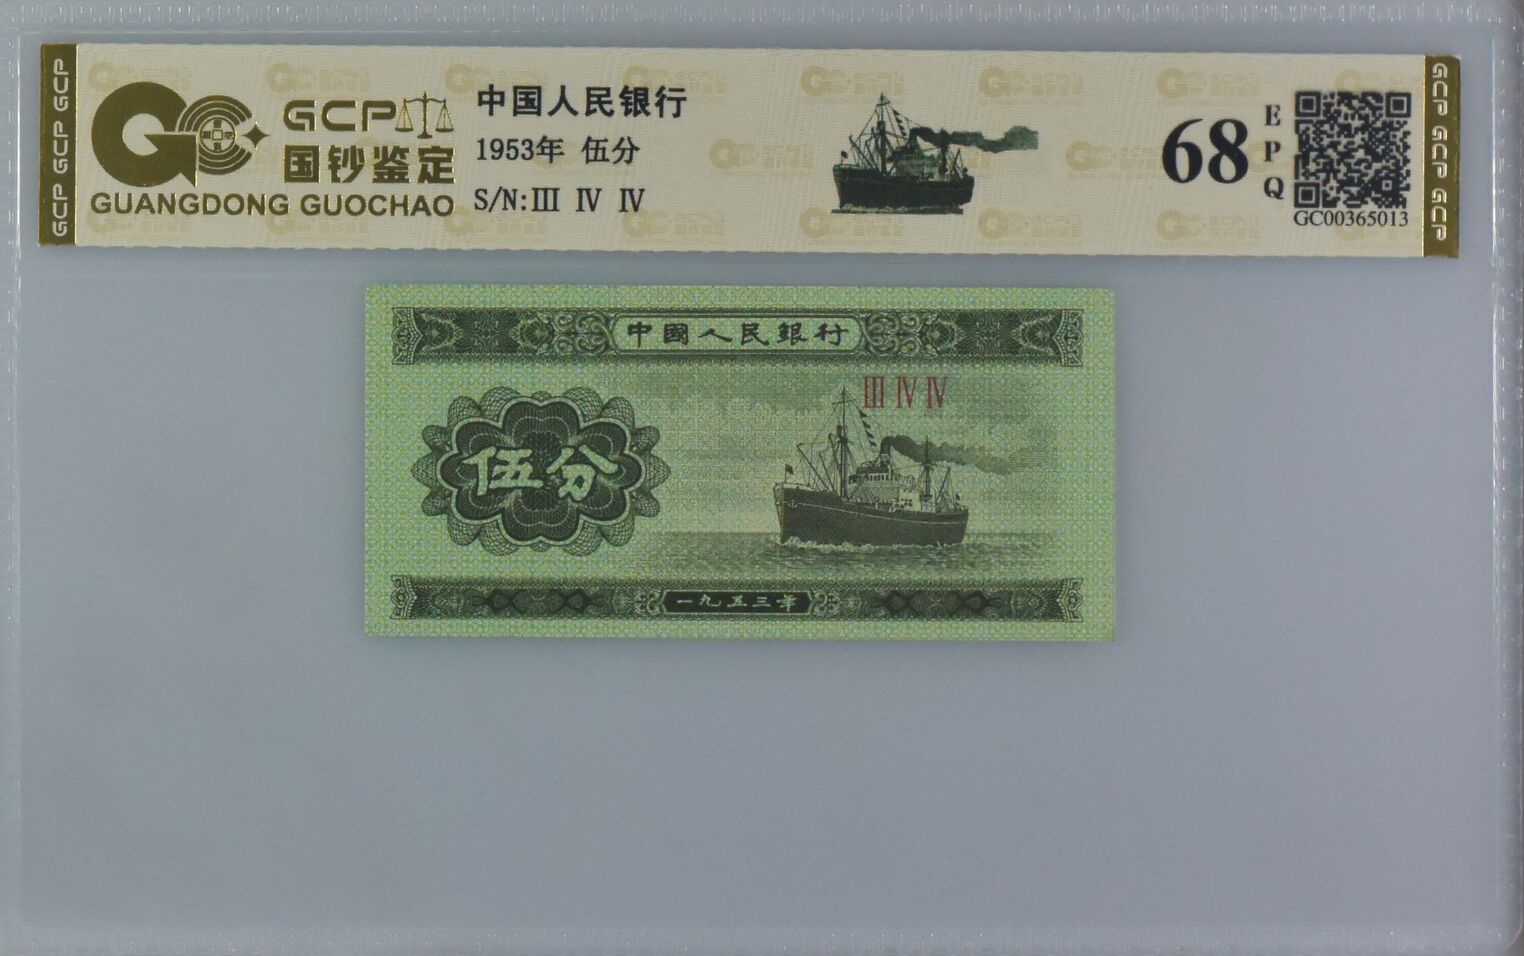 GCP GCP GCP
GCP
国钞鉴定
GUANGDONG GUOCHAO
中国人民银行
1953年 伍分
S/N:Ⅲ Ⅳ Ⅳ
68
EPQ
GC00365013
GCP GCP GCP
中國人民銀行
Ⅲ Ⅳ Ⅳ
伍分
一九五三年